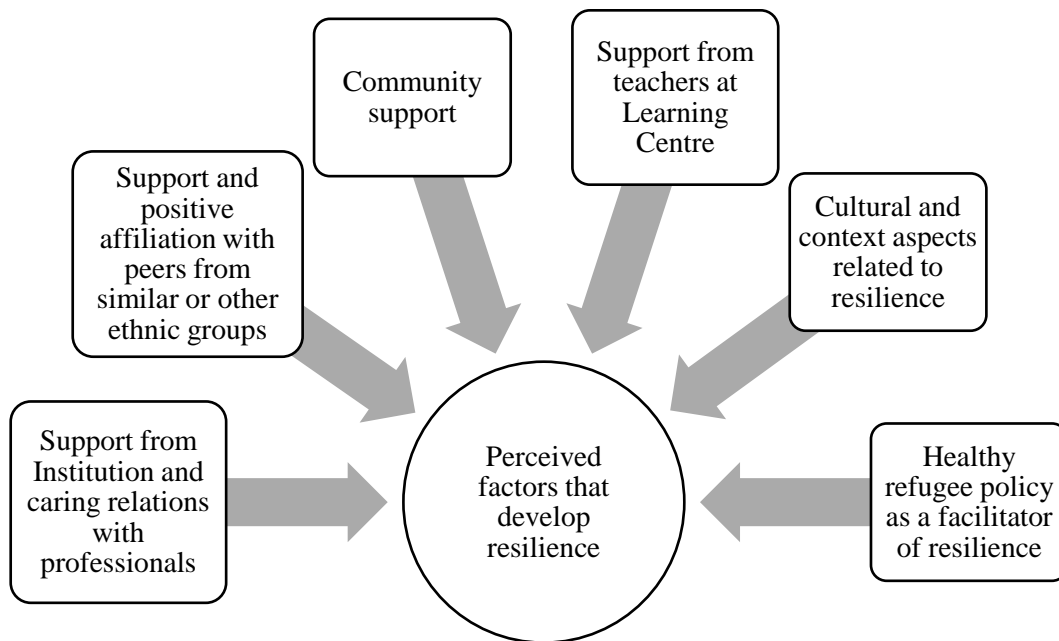 Support from
Institution and
caring relations
with
professionals
Support and
positive
affiliation with
peers from
similar or other
ethnic groups
Community
support
Support from
teachers at
Learning
Centre
Cultural and
context aspects
related to
resilience
Healthy
refugee policy
as a facilitator
of resilience
Perceived
factors that
develop
resilience